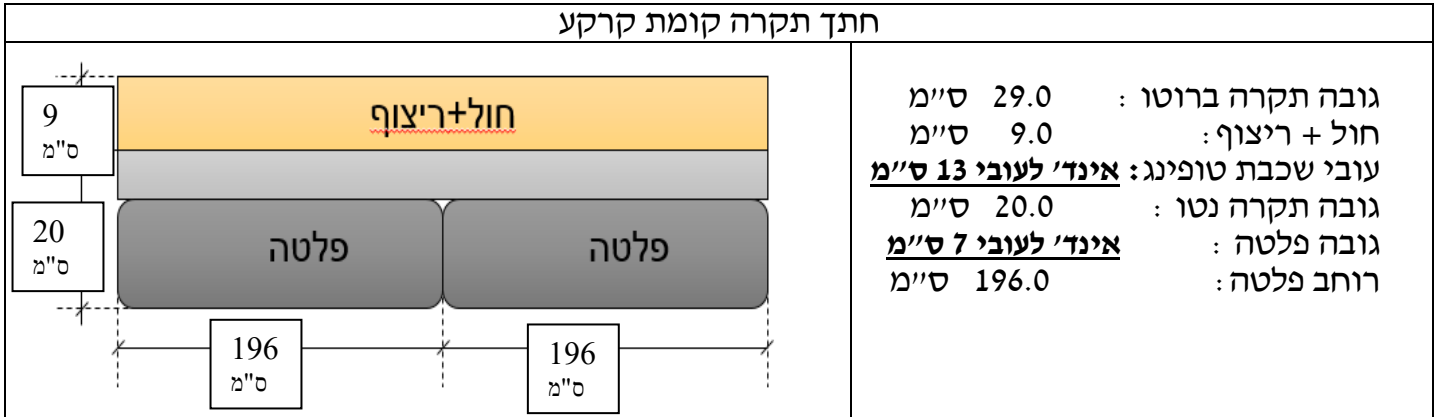 חתך תקרה קומת קרקע
גובה תקרה ברוטו : 29.0 ס״מ
חול + ריצוף: 9.0 ס״מ
עובי שכבת טופינג: אינד׳ לעובי 13 ס״מ
גובה תקרה נטו : 20.0 ס״מ
גובה פלטה : אינד׳ לעובי 7 ס״מ
רוחב פלטה: 196.0 ס״מ
חול+ריצוף
9
ס"מ
20
ס"מ
פלטה
פלטה
196
ס"מ
196
ס"מ